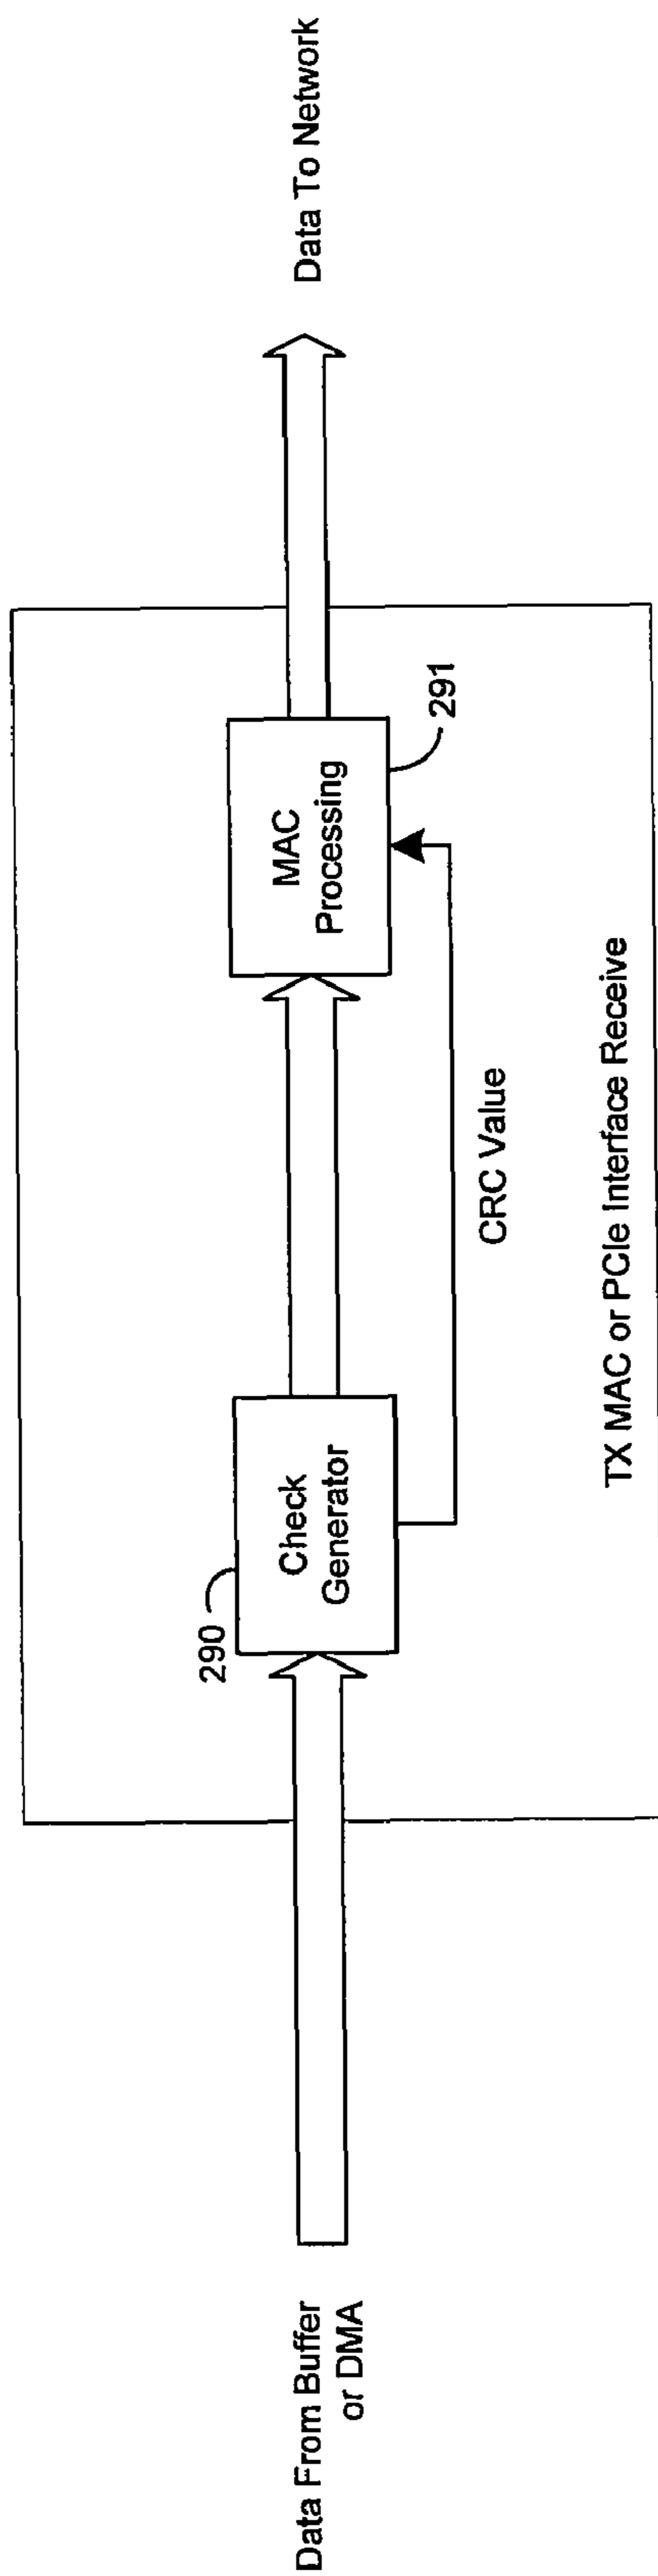 Data From Buffer
or DMA
290
Check
Generator
CRC Value
MAC
Processing
291
TX MAC or PCIe Interface Receive
Data To Network